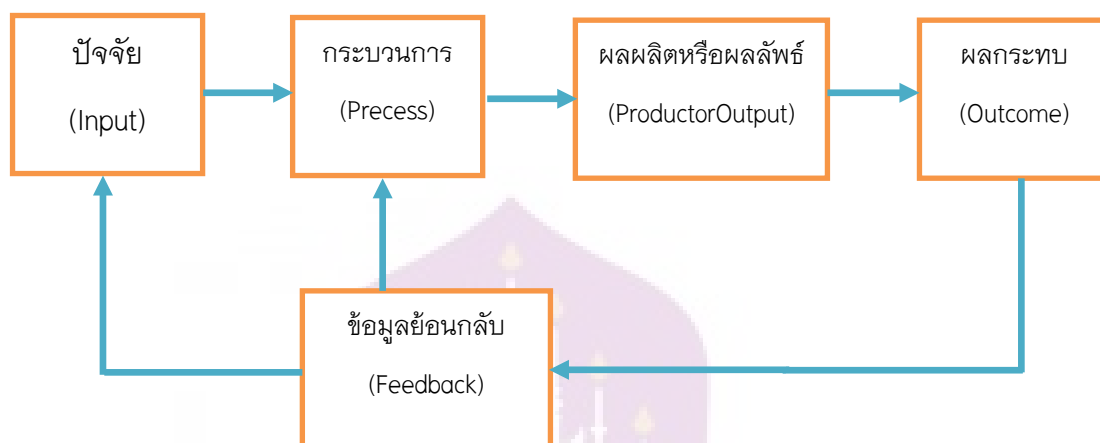 ปัจจัย
(Input)
กระบวนการ
(Precess)
ผลผลิตหรือผลลัพธ์
(ProductorOutput)
ผลกระทบ
(Outcome)
ข้อมูลย้อนกลับ
(Feedback)